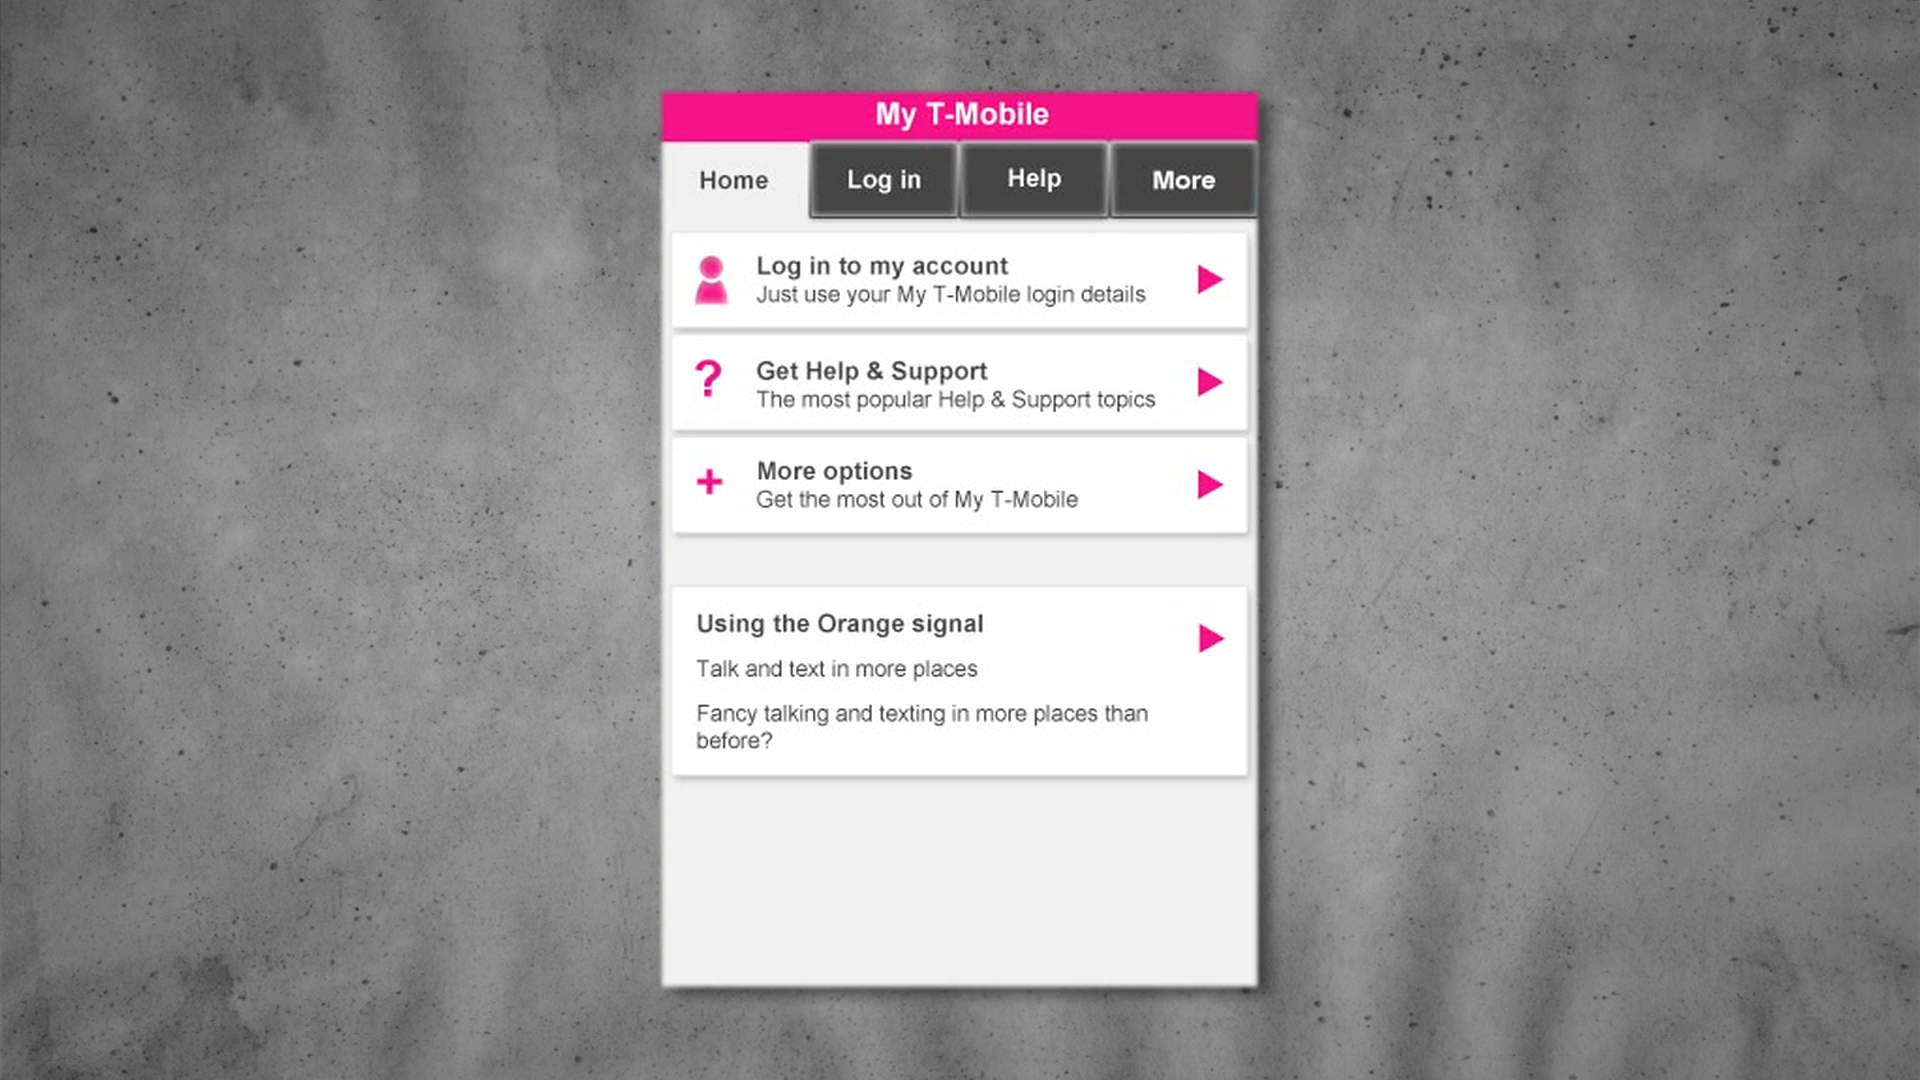 My T-Mobile
Home
Log in
Help
More
Log in to my account
Just use your My T-Mobile login details
?
Get Help & Support
The most popular Help & Support topics
+
More options
Get the most out of My T-Mobile
Using the Orange signal
Talk and text in more places
Fancy talking and texting in more places than
before?